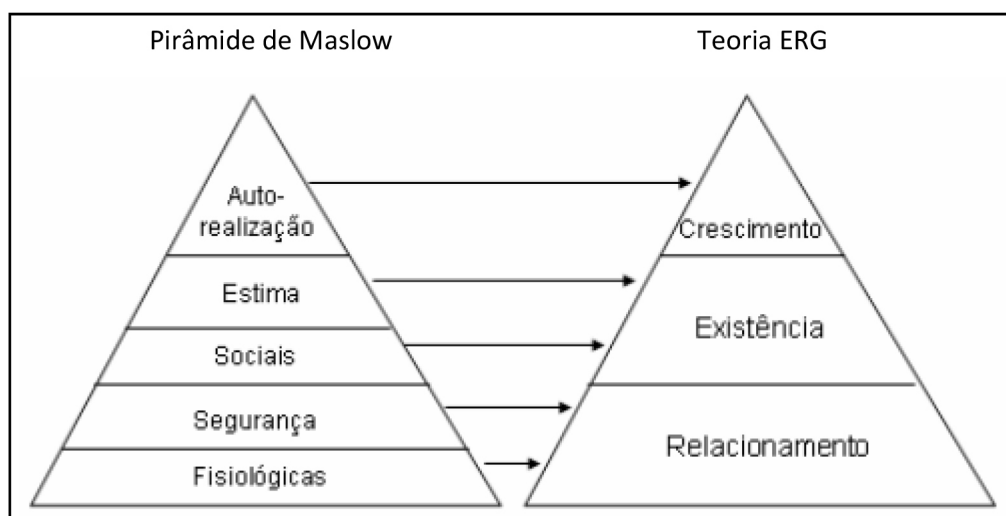 Pirâmide de Maslow
Teoria ERG
Auto-
realização
Estima
Sociais
Segurança
Fisiológicas
Crescimento
Existência
Relacionamento